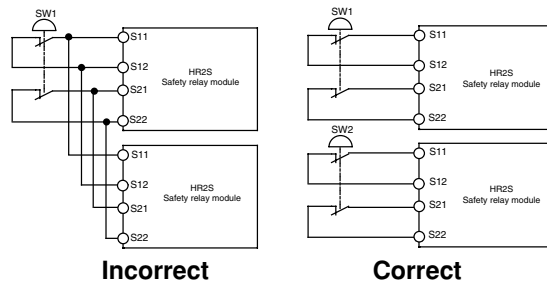 SW1
S11
S12
S21
S22
HR2S
Safety relay module
S11
S12
S21
S22
HR2S
Safety relay module
Incorrect
SW1
S11
S12
S21
S22
HR2S
Safety relay module
SW2
S11
S12
S21
S22
HR2S
Safety relay module
Correct